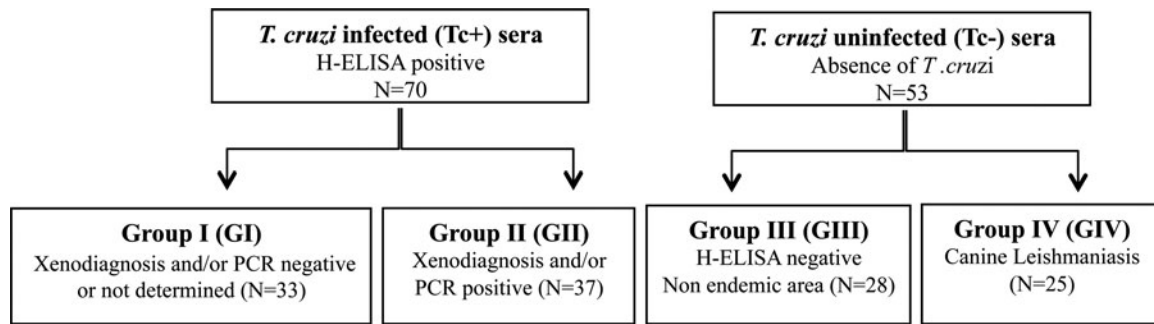 T. cruzi infected (Tc+) sera
H-ELISA positive
N=70
T. cruzi uninfected (Tc-) sera
Absence of T .cruzi
N=53
Group I (GI)
Xenodiagnosis and/or PCR negative
or not determined (N=33)
Group II (GII)
Xenodiagnosis and/or
PCR positive (N=37)
Group III (GIII)
H-ELISA negative
Non endemic area (N=28)
Group IV (GIV)
Canine Leishmaniasis
(N=25)